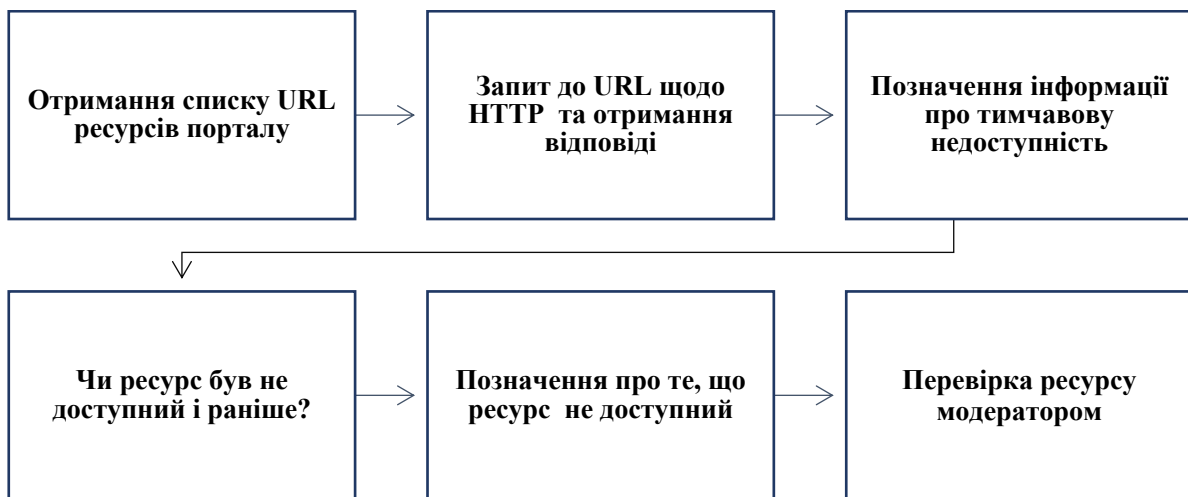 Отримання списку URL
ресурсів порталу
Запит до URL щодо
HTTP та отримання
відповіді
Позначення інформації
про тимчавову
недоступність
Чи ресурс був не
доступний і раніше?
Позначення про те, що
ресурс не доступний
Перевірка ресурсу
модератором